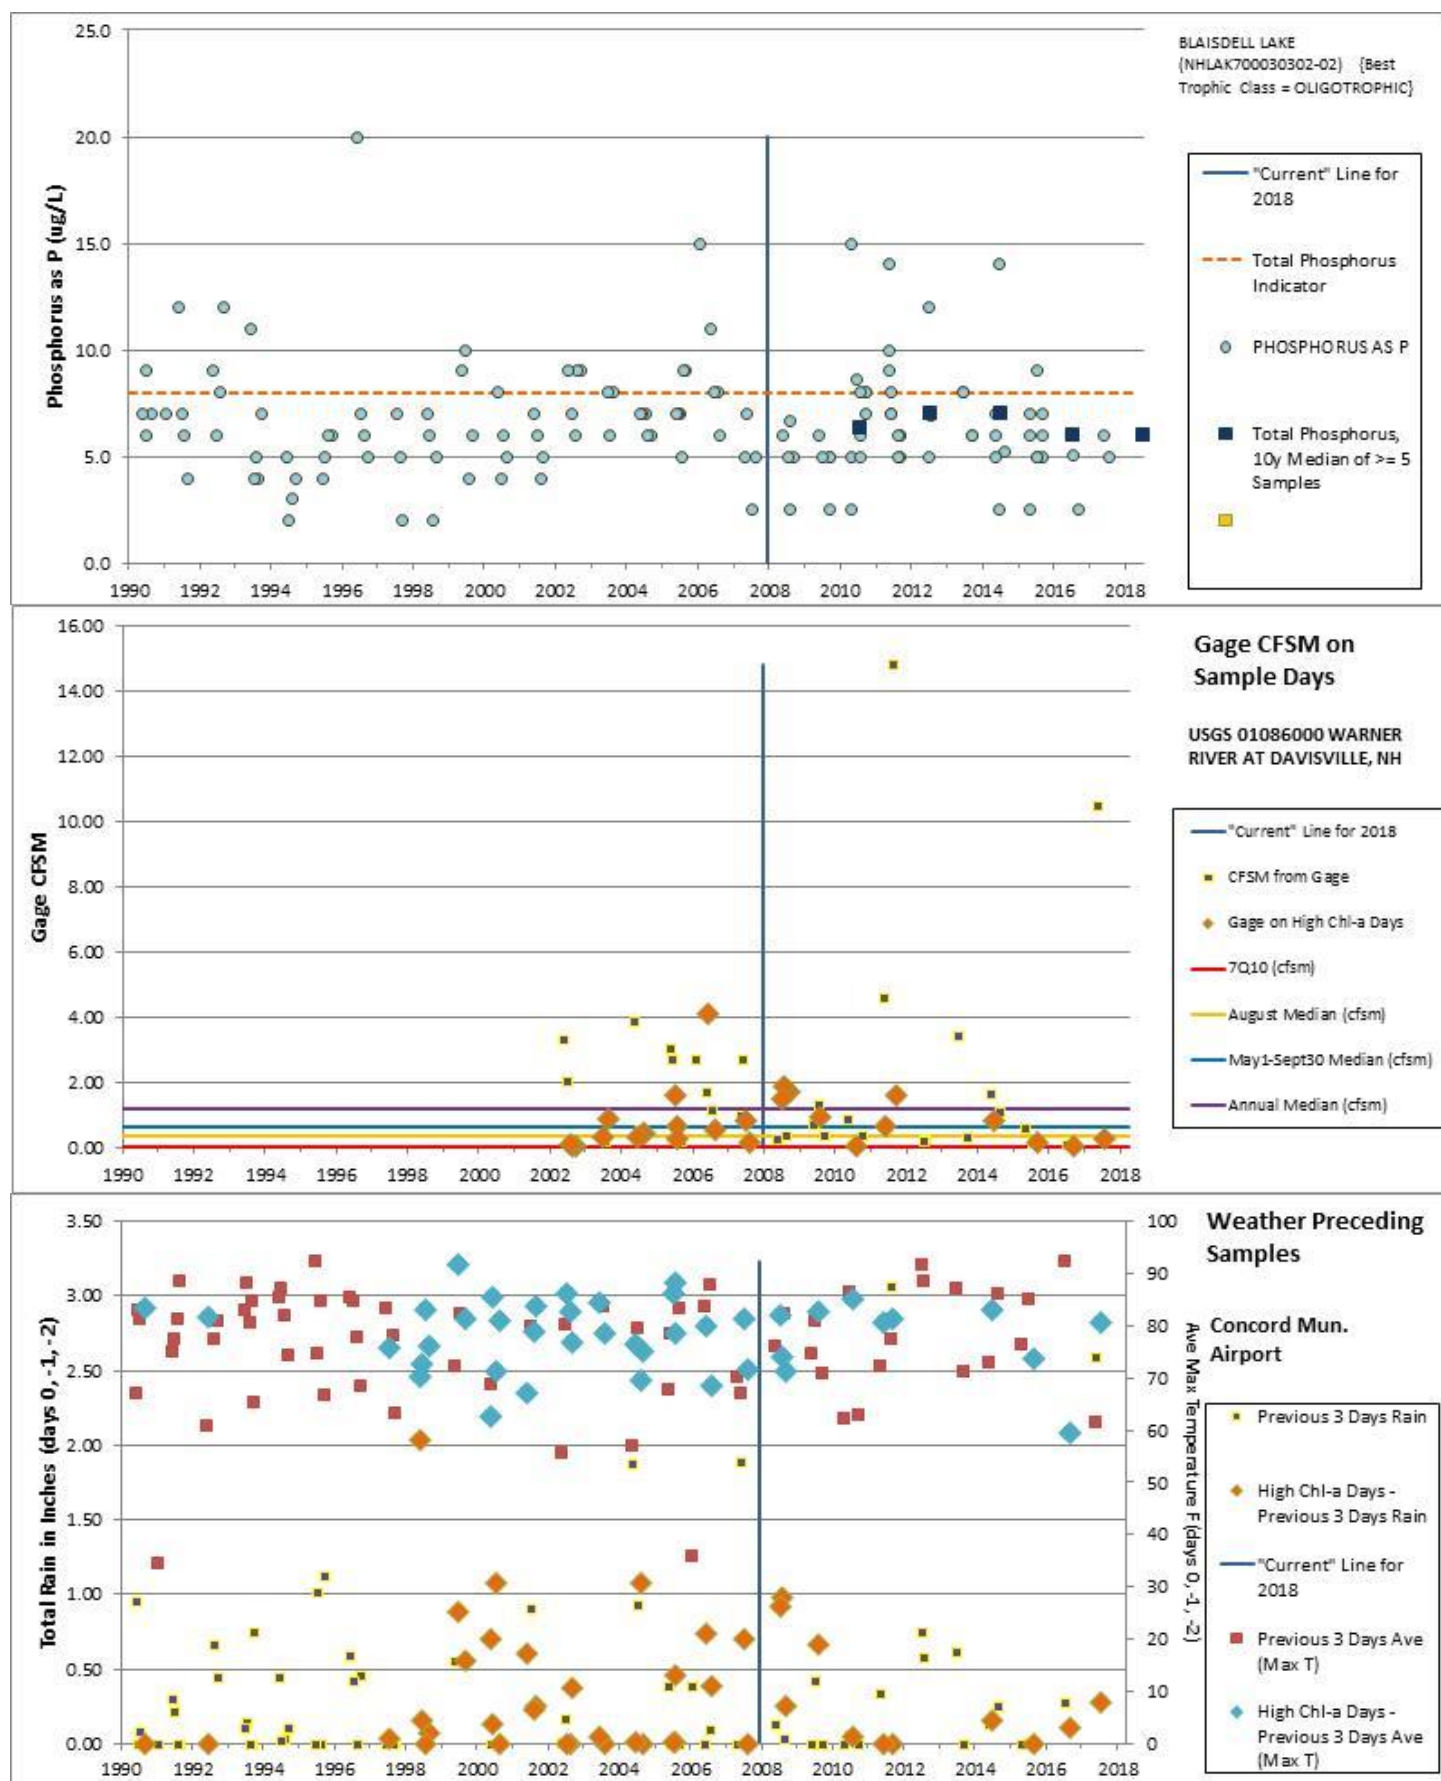 25.0
20.0
15.0
10.0
5.0
0.0
Phosphorus as P (ug/L)
1990 1992 1994 1996 1998 2000 2002 2004 2006 2008 2010 2012 2014 2016 2018
BLAISDELL LAKE
(NHLAK700030302-02) {Best
Trophic Class = OLIGOTROPHIC}
"Current" Line for
2018
Total Phosphorus
Indicator
PHOSPHORUS AS P
Total Phosphorus,
10y Median of >= 5
Samples
16.00
14.00
12.00
10.00
8.00
6.00
4.00
2.00
0.00
Gage CFSM
1990 1992 1994 1996 1998 2000 2002 2004 2006 2008 2010 2012 2014 2016 2018
Gage CFSM on
Sample Days
USGS 01086000 WARNER
RIVER AT DAVISVILLE, NH
"Current" Line for 2018
CFSM from Gage
Gage on High Chl-a Days
7Q10 (cfsm)
August Median (cfsm)
May1-Sept30 Median (cfsm)
Annual Median (cfsm)
3.50
3.00
2.50
2.00
1.50
1.00
0.50
0.00
Total Rain in Inches (days 0, -1, -2)
1990 1992 1994 1996 1998 2000 2002 2004 2006 2008 2010 2012 2014 2016 2018
100
90
80
70
60
50
40
30
20
10
0
Ave Max Temperature F (days 0, -1, -2)
Weather Preceding
Samples
Concord Mun.
Airport
Previous 3 Days Rain
High Chl-a Days -
Previous 3 Days Rain
"Current" Line for
2018
Previous 3 Days Ave
(Max T)
High Chl-a Days -
Previous 3 Days Ave
(Max T)